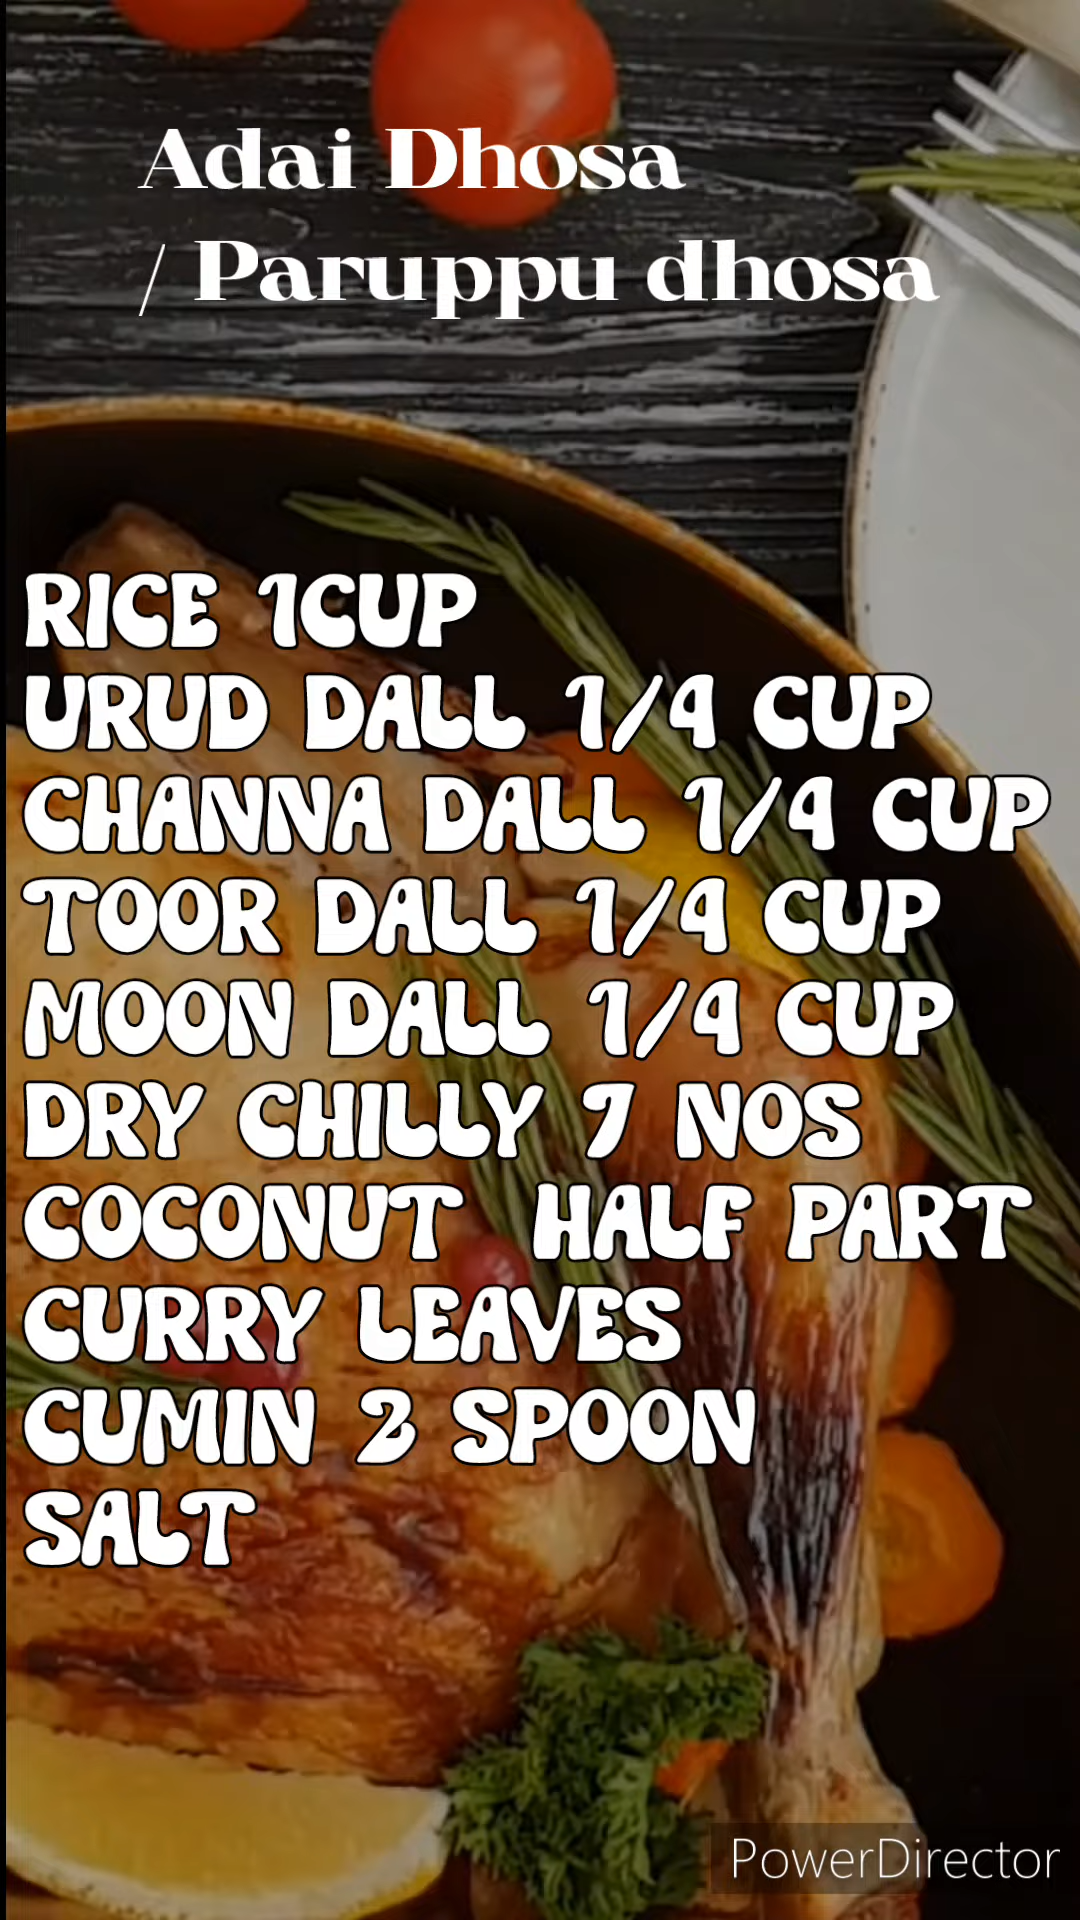 Adai Dhosa
/ Paruppu dhosa
RICE 1CUP
URUD DALL 1/4 CUP
CHANNA DALL 1/4 CUP
TOOR DALL 1/4 CUP
MOON DALL 1/4 CUP
DRY CHILLY 7 NOS
COCONUT  HALF PART
CURRY LEAVES
CUMIN 2 SPOON
SALT
PowerDirector